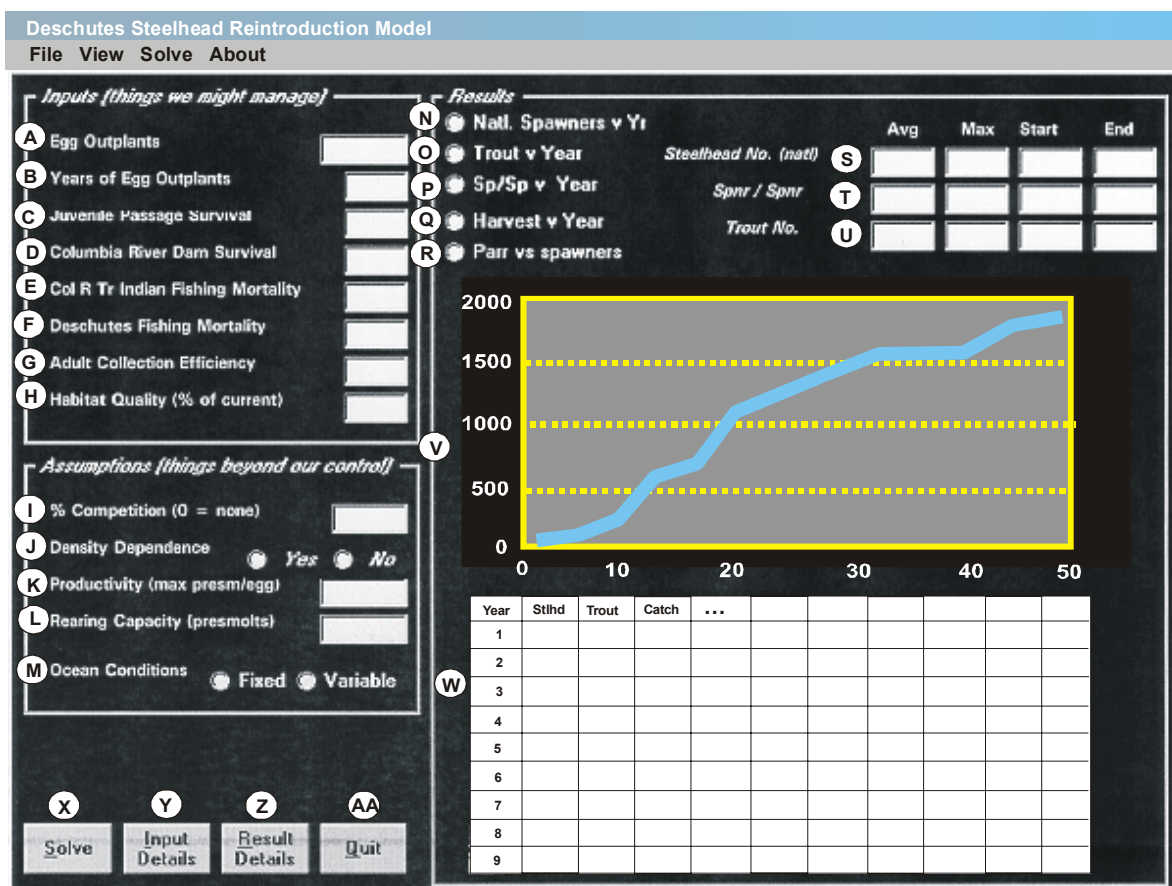 Deschutes Steelhead Reintroduction Model
File View Solve About
Inputs {things we might manage}
A Egg Outplants
B Years of Egg Outplants
C Juvenile Passage Survival
D Columbia River Dam Survival
E Col R Tr Indian Fishing Mortality
F Deschutes Fishing Mortality
G Adult Collection Efficiency
H Habitat Quality (% of current)
Assumptions {things beyond our control}
I % Competition (0 = none)
J Density Dependence Yes No
K Productivity (max presm/egg)
L Rearing Capacity (presmolts)
M Ocean Conditions Fixed Variable
X Y Z AA
Solve Input Details Result Details Quit
Results
N Natl. Spawners v Yr
O Trout v Year
P Sp/Sp v Year
Q Harvest v Year
R Parr vs spawners
Avg Max Start End
Steelhead No. (natl) S
Spnr / Spnr T
Trout No. U
V
2000
1500
1000
500
0
0 10 20 30 40 50
W
Year Stlhd Trout Catch ...
1
2
3
4
5
6
7
8
9